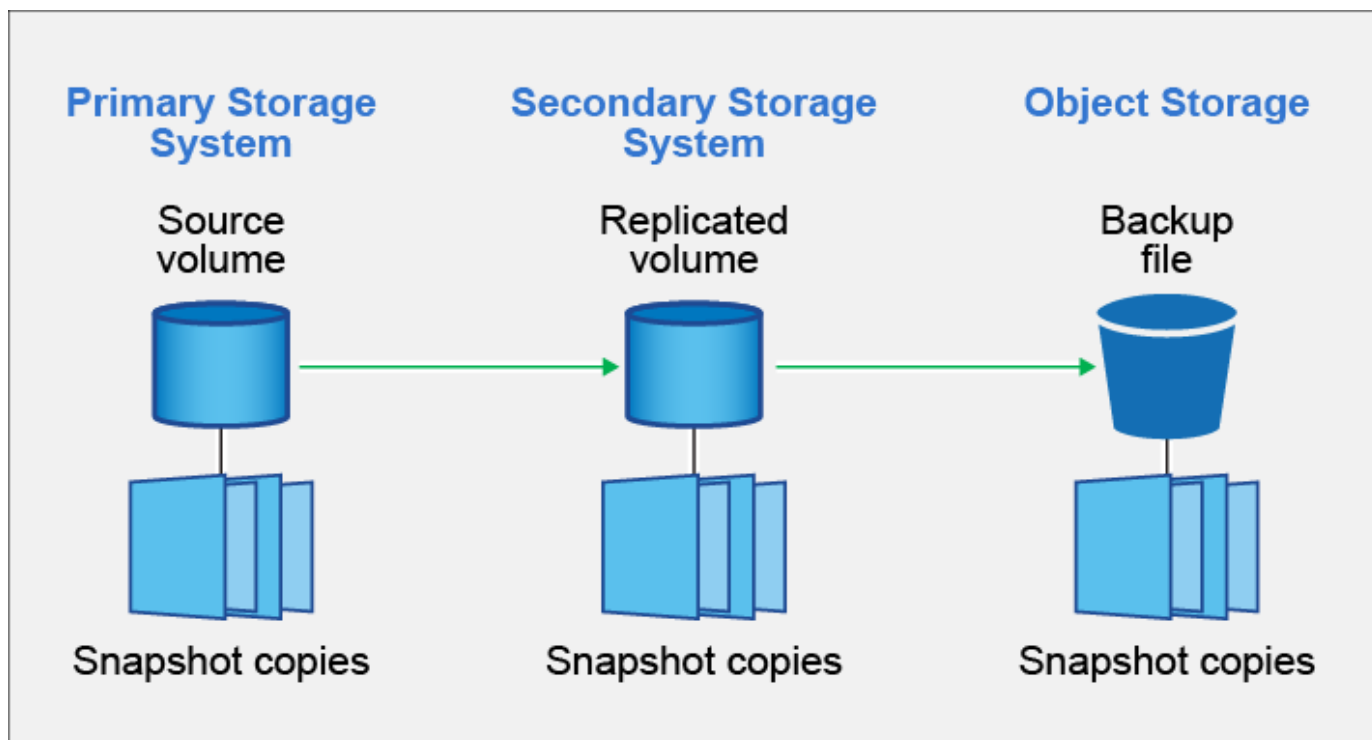 Primary Storage
System
Secondary Storage
System
Object Storage
Source
volume
Replicated
volume
Backup
file
Snapshot copies
Snapshot copies
Snapshot copies